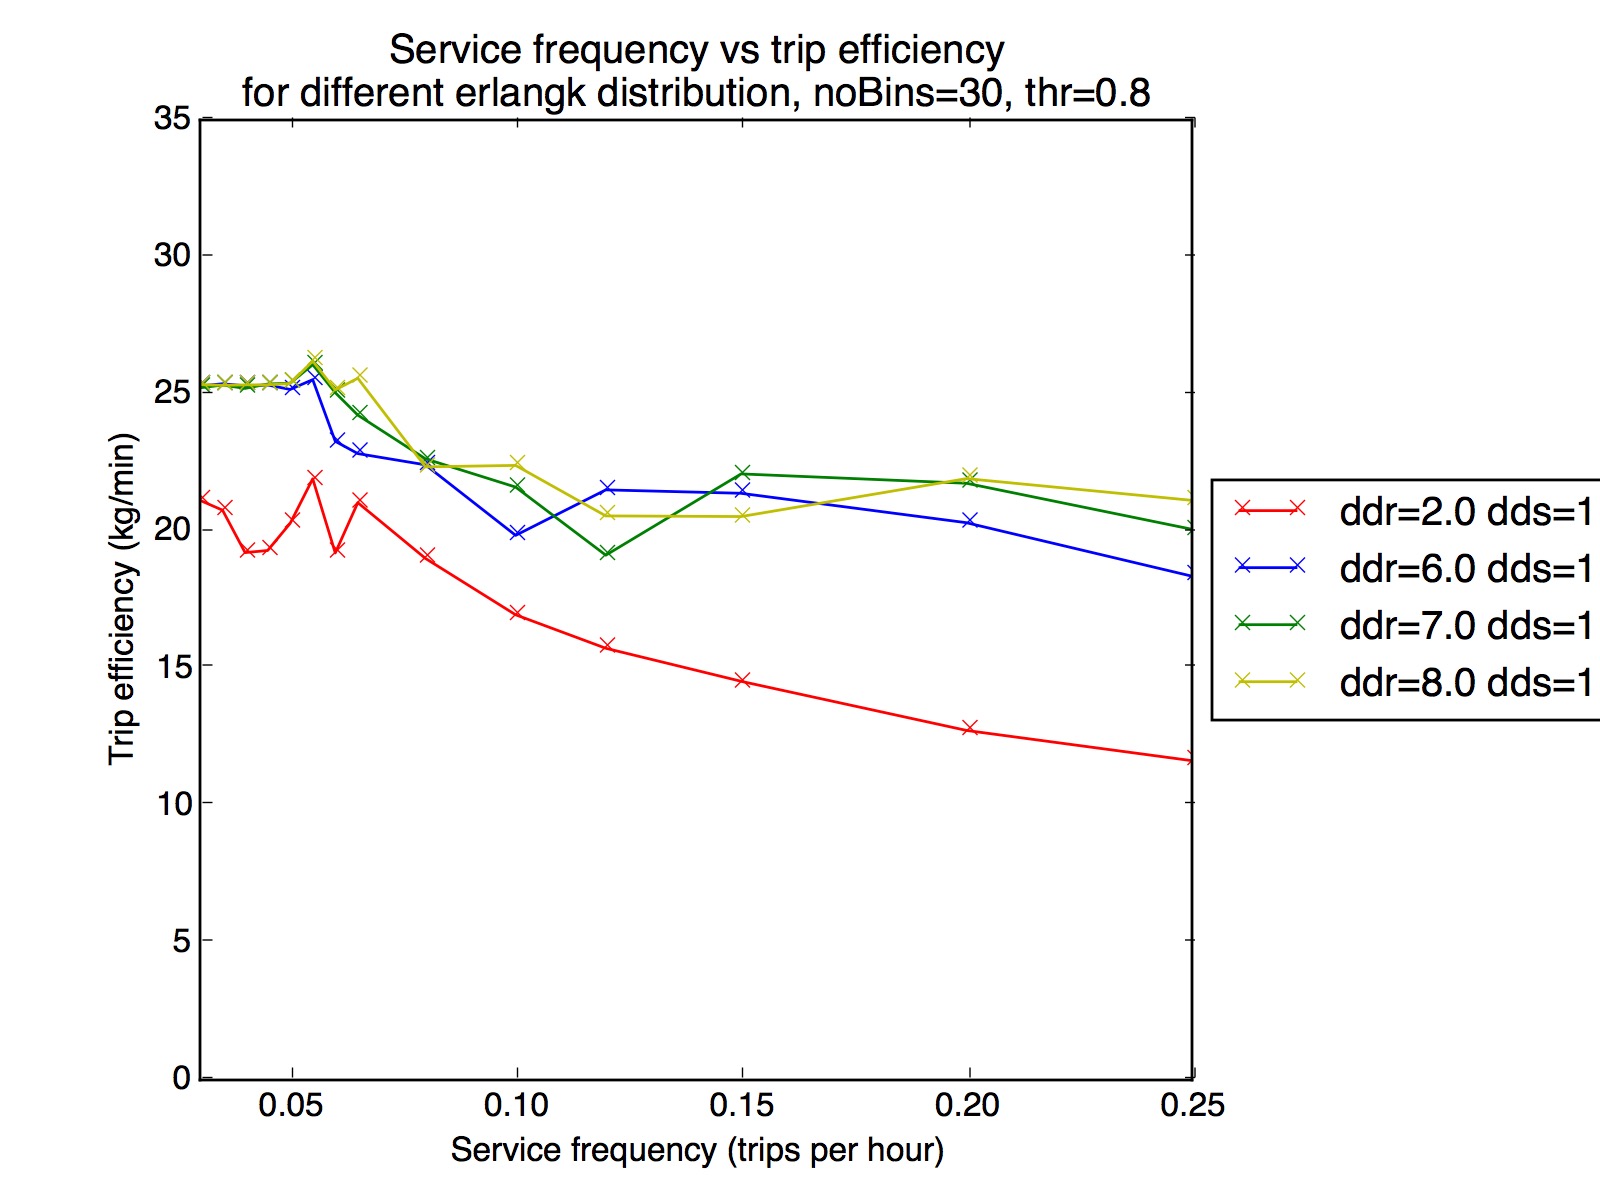 Service frequency vs trip efficiency
for different erlangk distribution, noBins=30, thr=0.8
35
30
25
20
15
10
5
0
Trip efficiency (kg/min)
0.05 0.10 0.15 0.20 0.25
Service frequency (trips per hour)
ddr=2.0 dds=1
ddr=6.0 dds=1
ddr=7.0 dds=1
ddr=8.0 dds=1